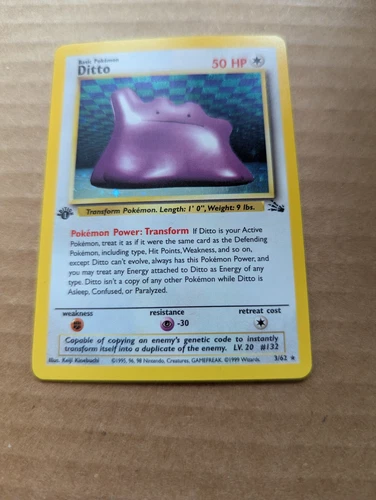 Basic Pokémon
Ditto
50 HP
Transform Pokémon. Length: 1' 0", Weight: 9 lbs.
Pokémon Power: Transform If Ditto is your Active
Pokémon, treat it as if it were the same card as the Defending
Pokémon, including type, Hit Points, Weakness, and so on,
except Ditto can't evolve, always has this Pokémon Power, and
you may treat any Energy attached to Ditto as Energy of any
type. Ditto isn't a copy of any other Pokémon while Ditto is
Asleep, Confused, or Paralyzed.
weakness resistance retreat cost
-30
Capable of copying an enemy's genetic code to instantly
transform itself into a duplicate of the enemy. LV. 20 #132
Illus. Keiji Kinebuchi ©1995, 96, 98 Nintendo, Creatures, GAMEFREAK. ©1999 Wizards. 3/62